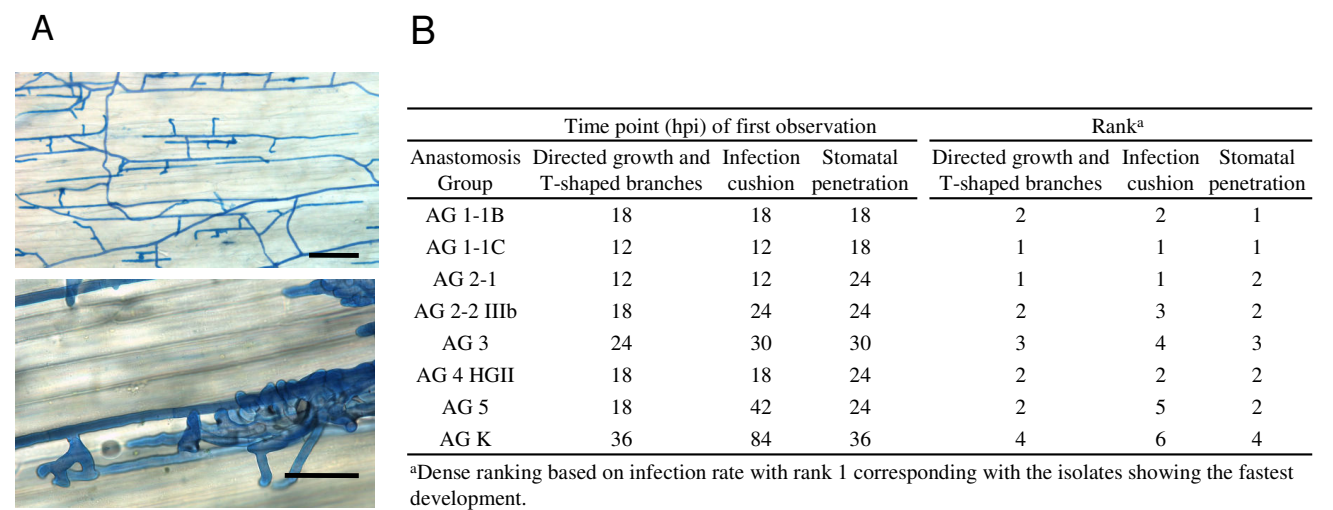 A
B
Time point (hpi) of first observation Rankᵃ
Anastomosis Directed growth and Infection Stomatal Directed growth and Infection Stomatal
Group T-shaped branches cushion penetration T-shaped branches cushion penetration
AG 1-1B 18 18 18 2 2 1
AG 1-1C 12 12 18 1 1 1
AG 2-1 12 12 24 1 1 2
AG 2-2 IIIb 18 24 24 2 3 2
AG 3 24 30 30 3 4 3
AG 4 HGII 18 18 24 2 2 2
AG 5 18 42 24 2 5 2
AG K 36 84 36 4 6 4
ᵃDense ranking based on infection rate with rank 1 corresponding with the isolates showing the fastest
development.